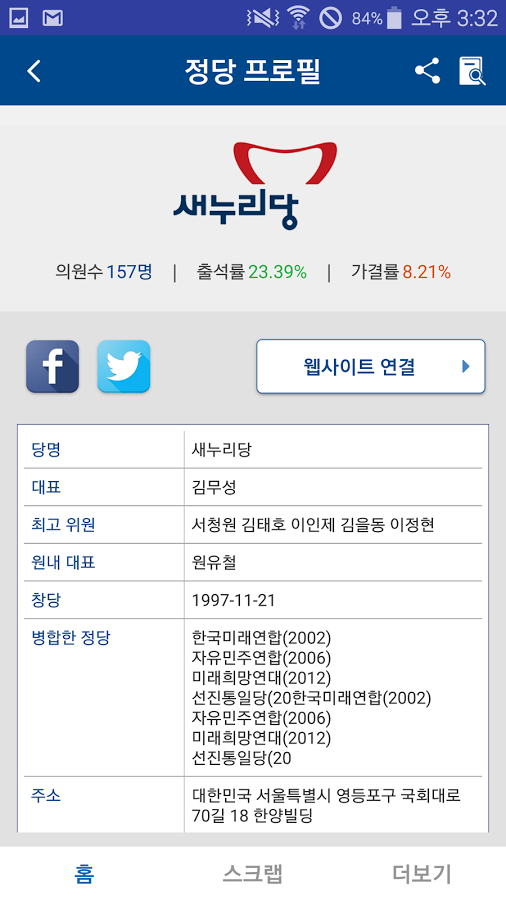 84% 오후 3:32
정당 프로필
새누리당
의원수 157명 | 출석률 23.39% | 가결률 8.21%
f
웹사이트 연결
당명 새누리당
대표 김무성
최고 위원 서청원 김태호 이인제 김을동 이정현
원내 대표 원유철
창당 1997-11-21
병합한 정당 한국미래연합(2002)
자유민주연합(2006)
미래희망연대(2012)
선진통일당(20한국미래연합(2002)
자유민주연합(2006)
미래희망연대(2012)
선진통일당(20
주소 대한민국 서울특별시 영등포구 국회대로
70길 18 한양빌딩
홈 스크랩 더보기